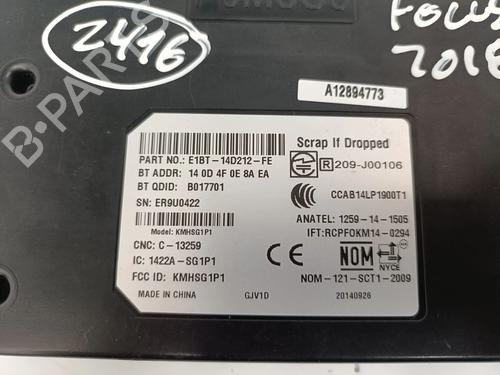 2416
FOCUS
2018
A12894773
B-PARTS
Scrap If Dropped
PART NO.: E1BT-14D212-FE
R 209-J00106
BT ADDR: 14 0D 4F 0E 8A EA
BT QDID: B017701
CCAB14LP1900T1
SN: ER9U0422
ANATEL: 1259-14-1505
Model:KMHSG1P1
IFT:RCPFOKM14-0294
CNC: C-13259
IC: 1422A-SG1P1
CE
NOM
NYCE
FCC ID: KMHSG1P1
NOM-121-SCT1-2009
MADE IN CHINA
GJV1D
20140926